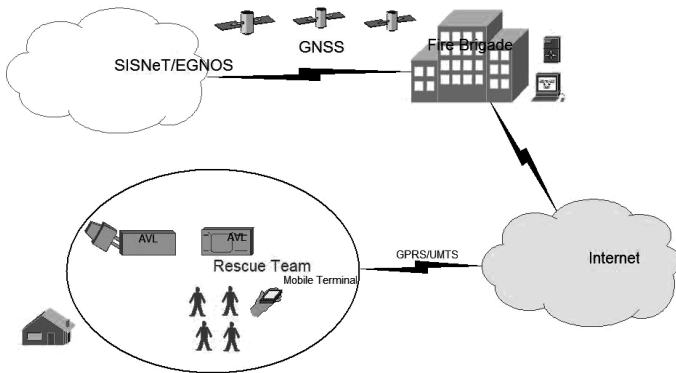 GNSS
Fire Brigade
SISNeT/EGNOS
AVL
AVL
Rescue Team
Mobile Terminal
GPRS/UMTS
Internet